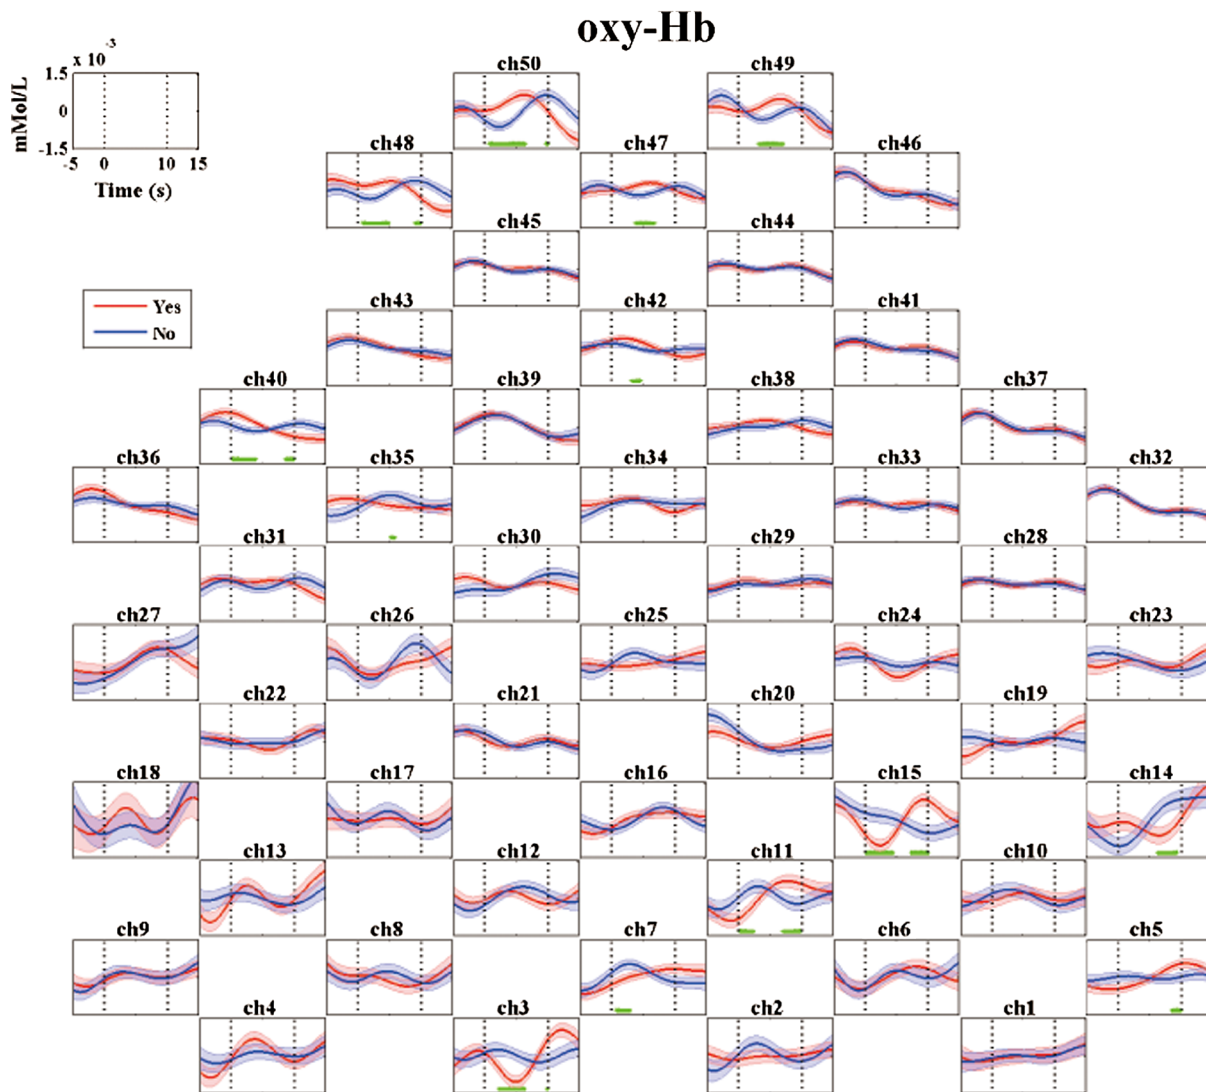 oxy-Hb
x 10⁻³
1.5
0
-1.5
mMol/L
-5 0 10 15
Time (s)
Yes
No
ch50 ch49
ch48 ch47 ch46
ch45 ch44
ch43 ch42 ch41
ch40 ch39 ch38 ch37
ch36 ch35 ch34 ch33 ch32
ch31 ch30 ch29 ch28
ch27 ch26 ch25 ch24 ch23
ch22 ch21 ch20 ch19
ch18 ch17 ch16 ch15 ch14
ch13 ch12 ch11 ch10
ch9 ch8 ch7 ch6 ch5
ch4 ch3 ch2 ch1